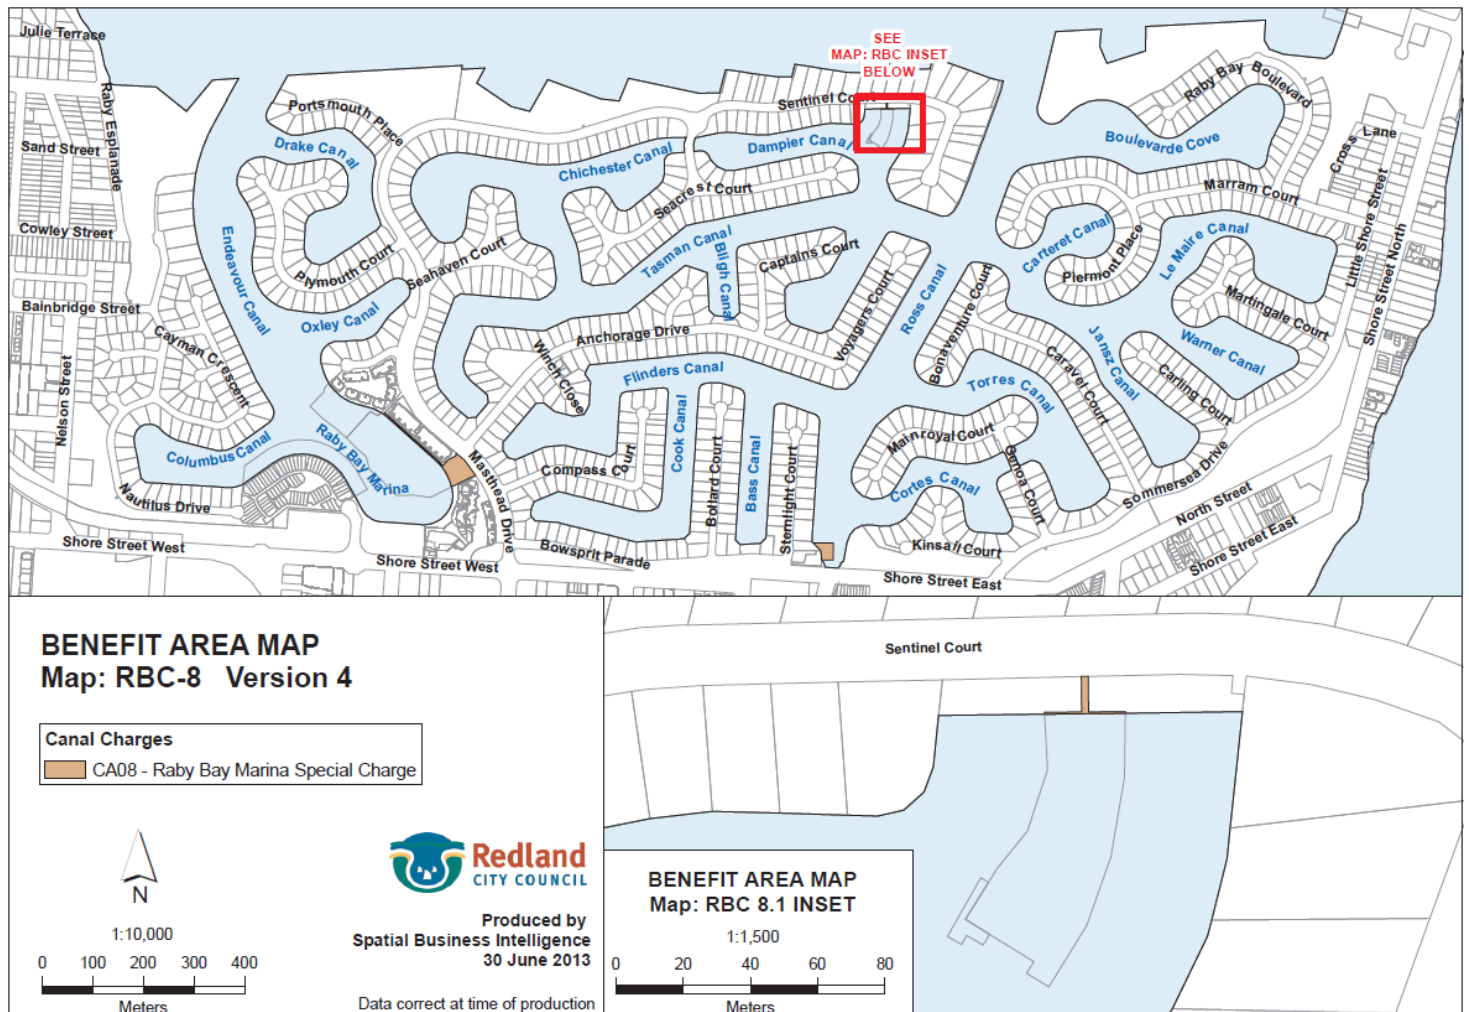 Julie Terrace
SEE
MAP: RBC INSET
BELOW
Raby Esplanade
Portsmouth Place
Sentinel Court
Raby Bay Boulevard
Sand Street
Drake Canal
Chichester Canal
Dampier Canal
Boulevarde Cove
Cross Lane
Seacrest Court
Marram Court
Little Shore Street
Cowley Street
Endeavour Canal
Plymouth Court
Seahaven Court
Tasman Canal
Bligh Canal
Captains Court
Carteret Canal
Piermont Place
Le Maire Canal
Shore Street North
Bainbridge Street
Oxley Canal
Anchorage Drive
Voyagers Court
Ross Canal
Bonaventure Court
Martingale Court
Cayman Crescent
Winch Close
Flinders Canal
Caravel Court
Jansz Canal
Warner Canal
Carling Court
Nelson Street
Torres Canal
Columbus Canal
Raby Bay Marina
Masthead Drive
Compass Court
Cook Canal
Bollard Court
Bass Canal
Sternlight Court
Mainroyal Court
Genoa Court
Cortes Canal
Sommersea Drive
Nautilus Drive
North Street
Shore Street West
Shore Street West
Bowsprit Parade
Kinsail Court
Shore Street East
Shore Street East
BENEFIT AREA MAP
Map: RBC-8 Version 4
Canal Charges
CA08 - Raby Bay Marina Special Charge
N
1:10,000
0 100 200 300 400
Meters
Redland
CITY COUNCIL
Produced by
Spatial Business Intelligence
30 June 2013
Data correct at time of production
Sentinel Court
BENEFIT AREA MAP
Map: RBC 8.1 INSET
1:1,500
0 20 40 60 80
Meters